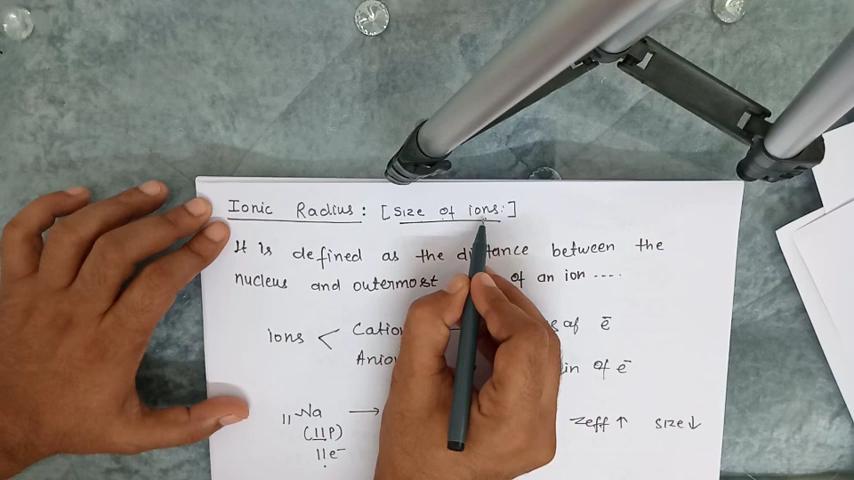 Ionic Radius: [Size of ions:]
It is defined as the distance between the
nucleus and outermost of an ion ....
ions < Cation of ē
Anion of ē
₁₁Na → Zeff ↑ size ↓
(11P)
11e⁻